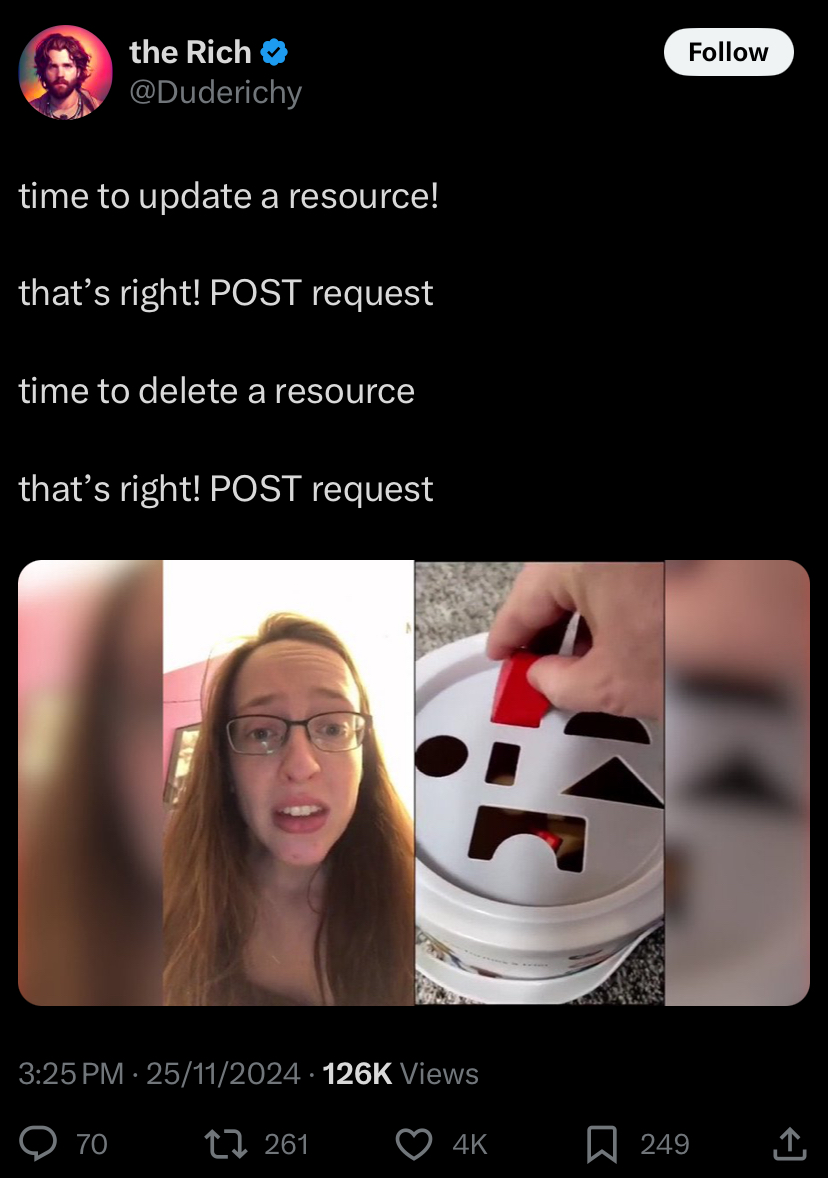 the Rich
Follow
@Duderichy
time to update a resource!
that’s right! POST request
time to delete a resource
that’s right! POST request
3:25 PM · 25/11/2024 · 126K Views
70 261 4K 249